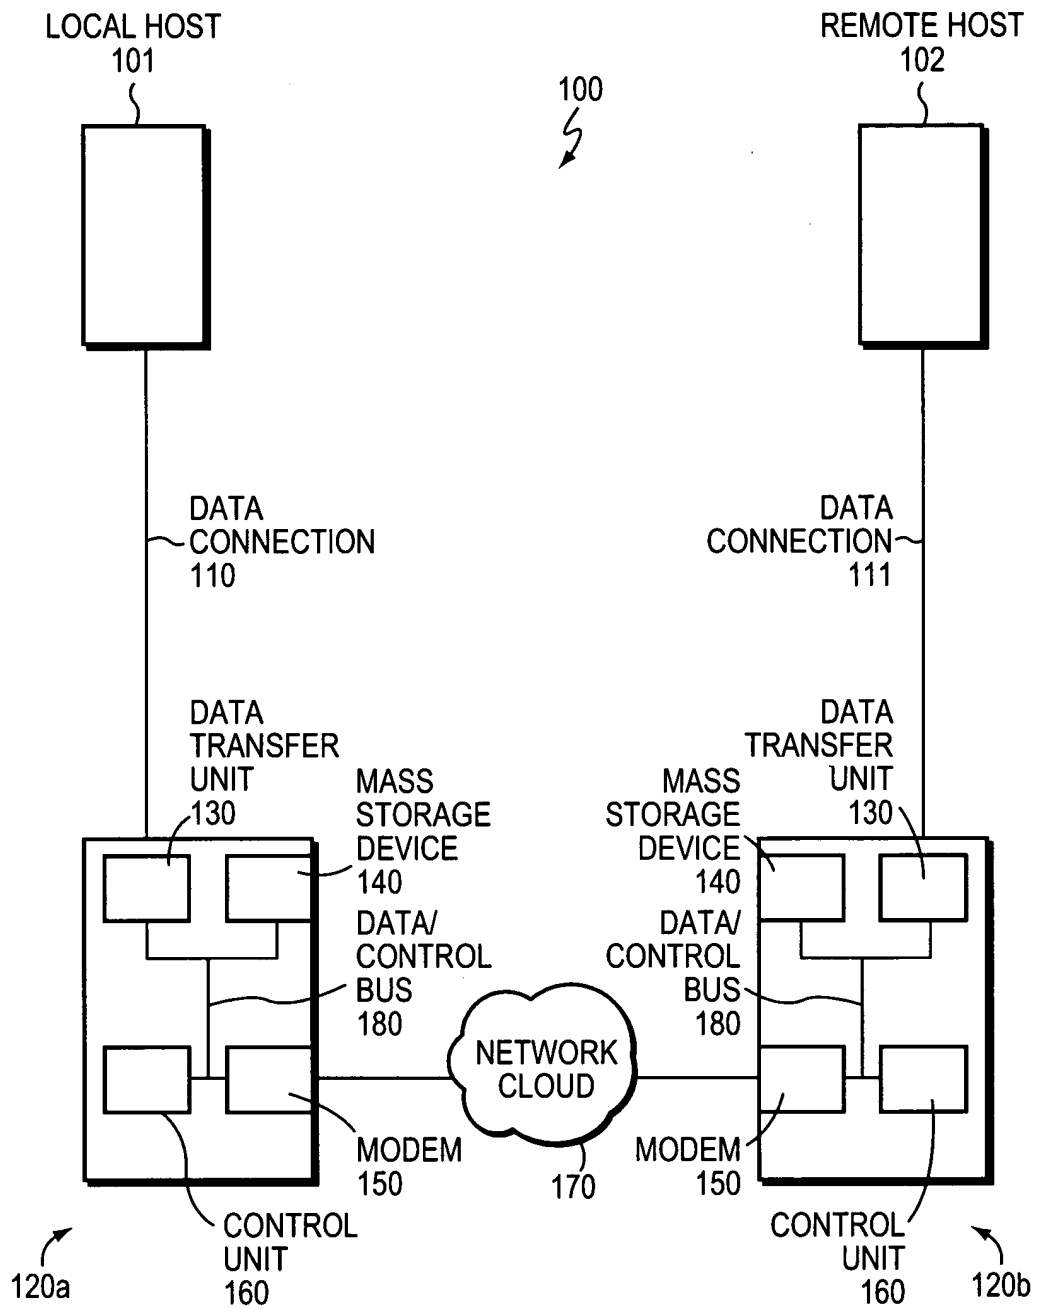 LOCAL HOST
101
REMOTE HOST
102
100
DATA
CONNECTION
110
DATA
CONNECTION
111
DATA
TRANSFER
UNIT
130
MASS
STORAGE
DEVICE
140
DATA/
CONTROL
BUS
180
MODEM
150
CONTROL
UNIT
160
120a
NETWORK
CLOUD
170
DATA
TRANSFER
UNIT
130
MASS
STORAGE
DEVICE
140
DATA/
CONTROL
BUS
180
MODEM
150
CONTROL
UNIT
160
120b